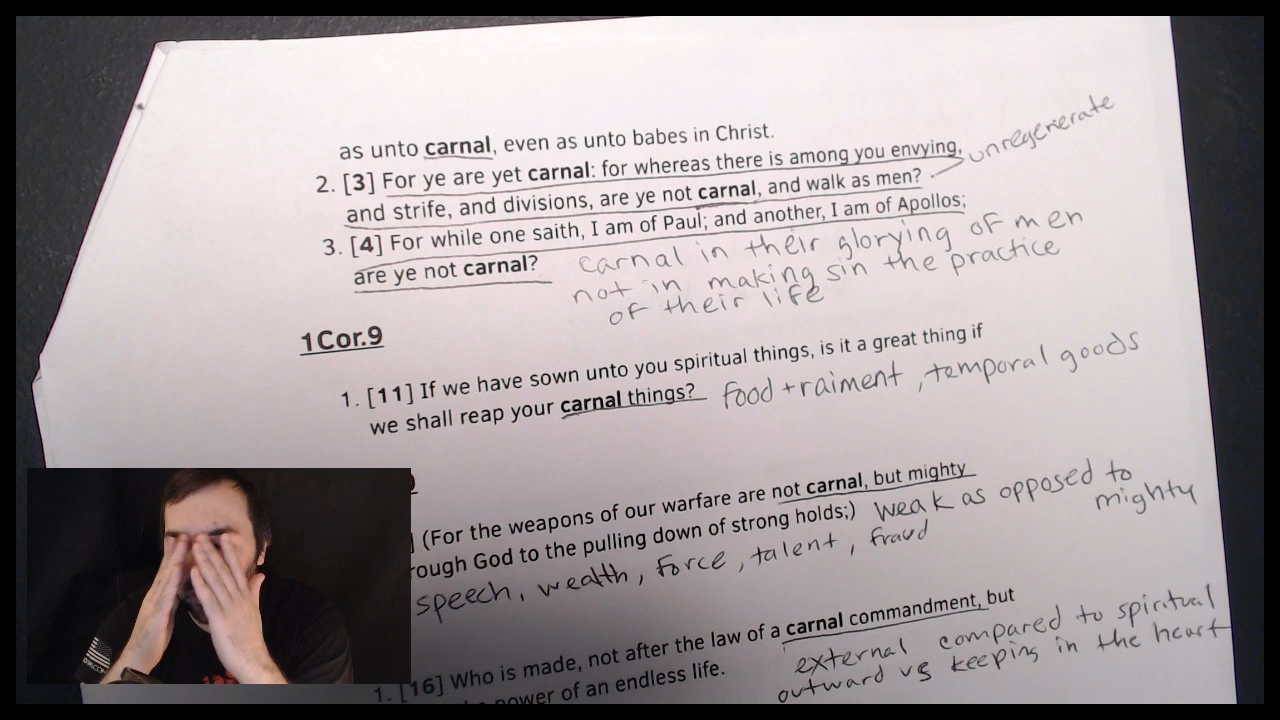 as unto carnal, even as unto babes in Christ.
2. [3] For ye are yet carnal: for whereas there is among you envying,
and strife, and divisions, are ye not carnal, and walk as men?
unregenerate
3. [4] For while one saith, I am of Paul; and another, I am of Apollos;
are ye not carnal?
carnal in their glorying of men
not in making sin the practice
of their life
1Cor.9
1. [11] If we have sown unto you spiritual things, is it a great thing if
we shall reap your carnal things?
food + raiment, temporal goods
(For the weapons of our warfare are not carnal, but mighty
rough God to the pulling down of strong holds;)
weak as opposed to
mighty
speech, wealth, force, talent, fraud
1. [16] Who is made, not after the law of a carnal commandment, but
power of an endless life.
external compared to spiritual
outward vs keeping in the heart